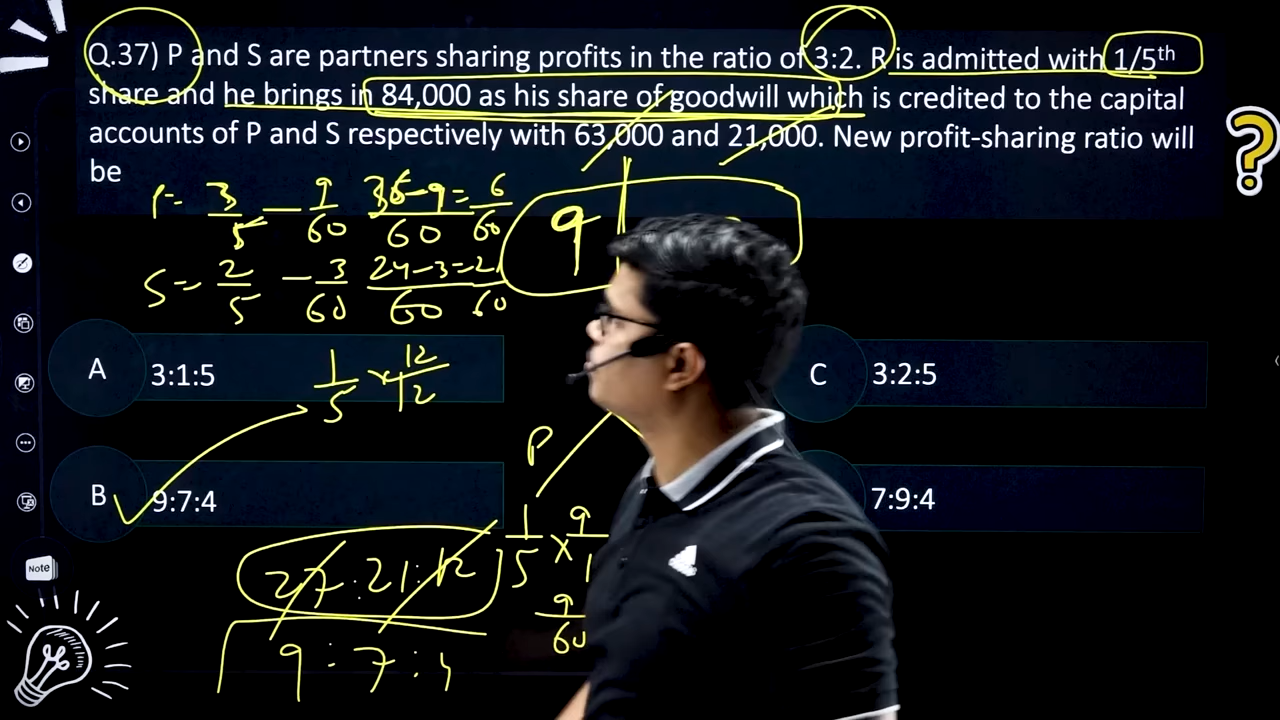 Q.37) P and S are partners sharing profits in the ratio of 3:2. R is admitted with 1/5th
share and he brings in 84,000 as his share of goodwill which is credited to the capital
accounts of P and S respectively with 63,000 and 21,000. New profit-sharing ratio will
be
3/5 - 9/60 36-9= 6/60
S= 2/5 - 3/60 24-3=21/60
9
A 3:1:5
1/5 x 12/12
C 3:2:5
P
B 9:7:4
7:9:4
1/5 x 9/1
27:21:12
9/60
9:7:
Note
?